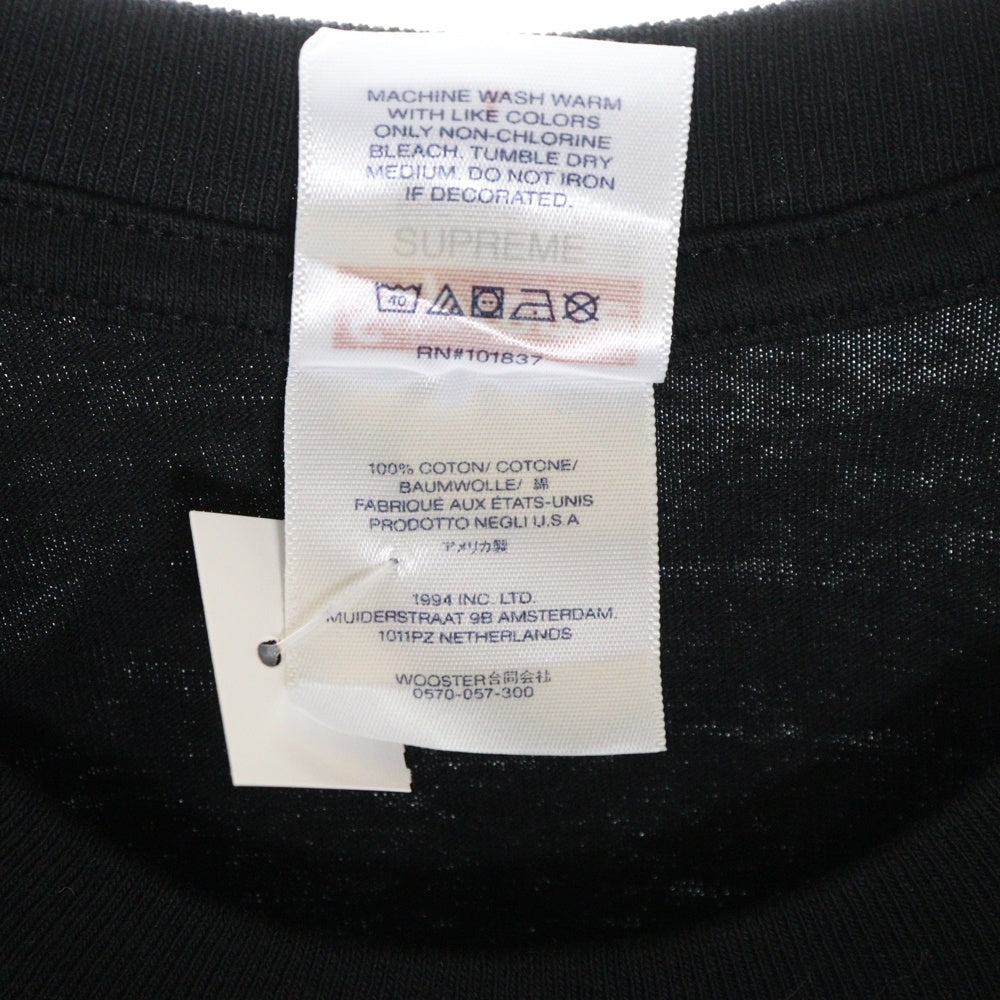 MACHINE WASH WARM
WITH LIKE COLORS
ONLY NON-CHLORINE
BLEACH. TUMBLE DRY
MEDIUM. DO NOT IRON
IF DECORATED.
SUPREME
40
RN#101837
100% COTON/ COTONE/
BAUMWOLLE/ 綿
FABRIQUÉ AUX ÉTATS-UNIS
PRODOTTO NEGLI U.S.A
アメリカ製
1994 INC. LTD.
MUIDERSTRAAT 9B AMSTERDAM.
1011PZ NETHERLANDS
WOOSTER合同会社
0570-057-300